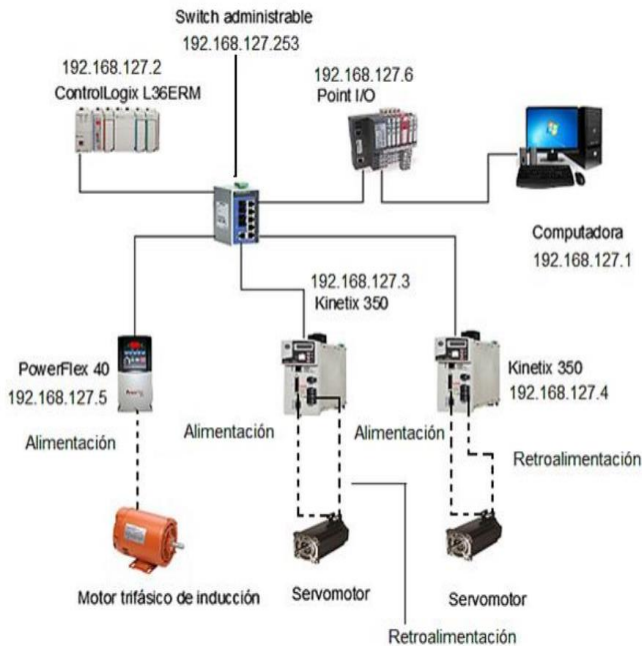 Switch administrable
192.168.127.253
192.168.127.2
ControlLogix L36ERM
192.168.127.6
Point I/O
Computadora
192.168.127.1
192.168.127.3
Kinetix 350
PowerFlex 40
192.168.127.5
Kinetix 350
192.168.127.4
Alimentación
Alimentación
Alimentación
Retroalimentación
Motor trifásico de inducción
Servomotor
Servomotor
Retroalimentación